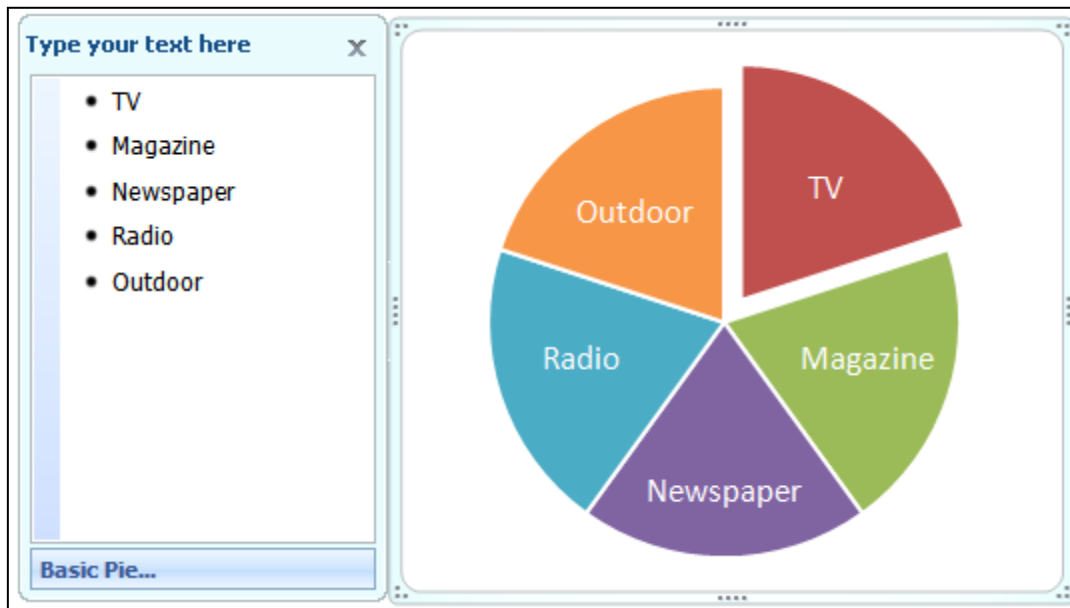 Type your text here x
• TV
• Magazine
• Newspaper
• Radio
• Outdoor
Basic Pie...
TV
Outdoor
Radio
Magazine
Newspaper